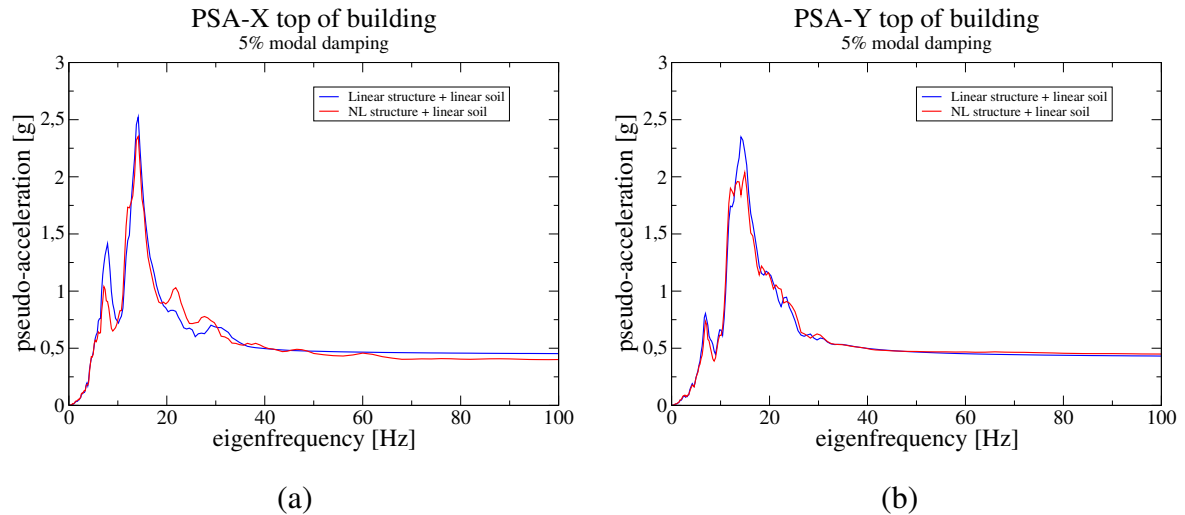 PSA-X top of building
5% modal damping
pseudo-acceleration [g]
3
2,5
2
1,5
1
0,5
0
Linear structure + linear soil
NL structure + linear soil
0 20 40 60 80 100
eigenfrequency [Hz]
(a)
PSA-Y top of building
5% modal damping
pseudo-acceleration [g]
3
2,5
2
1,5
1
0,5
0
Linear structure + linear soil
NL structure + linear soil
0 20 40 60 80 100
eigenfrequency [Hz]
(b)